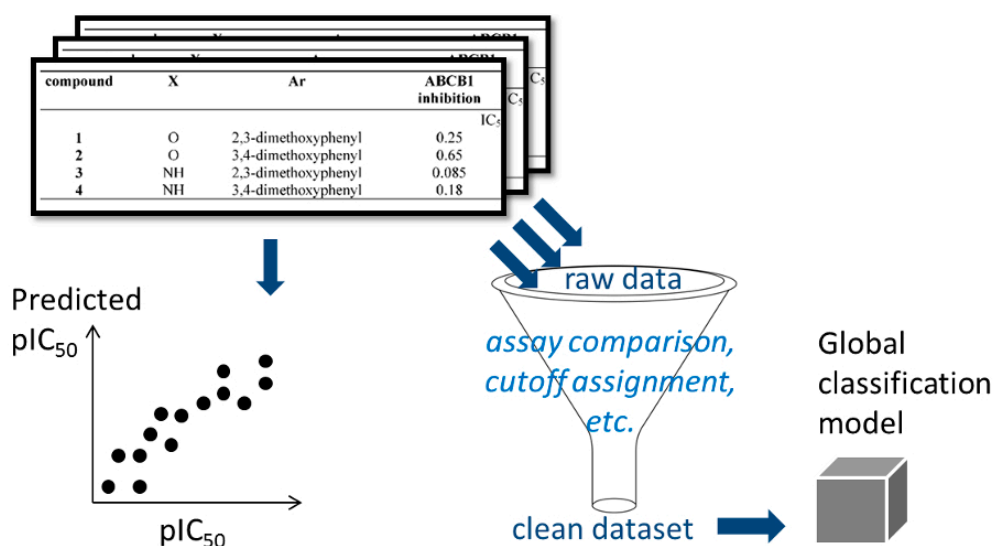 compound X Ar ABCB1
inhibition
IC₅
1 O 2,3-dimethoxyphenyl 0.25
2 O 3,4-dimethoxyphenyl 0.65
3 NH 2,3-dimethoxyphenyl 0.085
4 NH 3,4-dimethoxyphenyl 0.18
C₅
C₅
Predicted
pIC₅₀
pIC₅₀
raw data
assay comparison,
cutoff assignment,
etc.
clean dataset
Global
classification
model